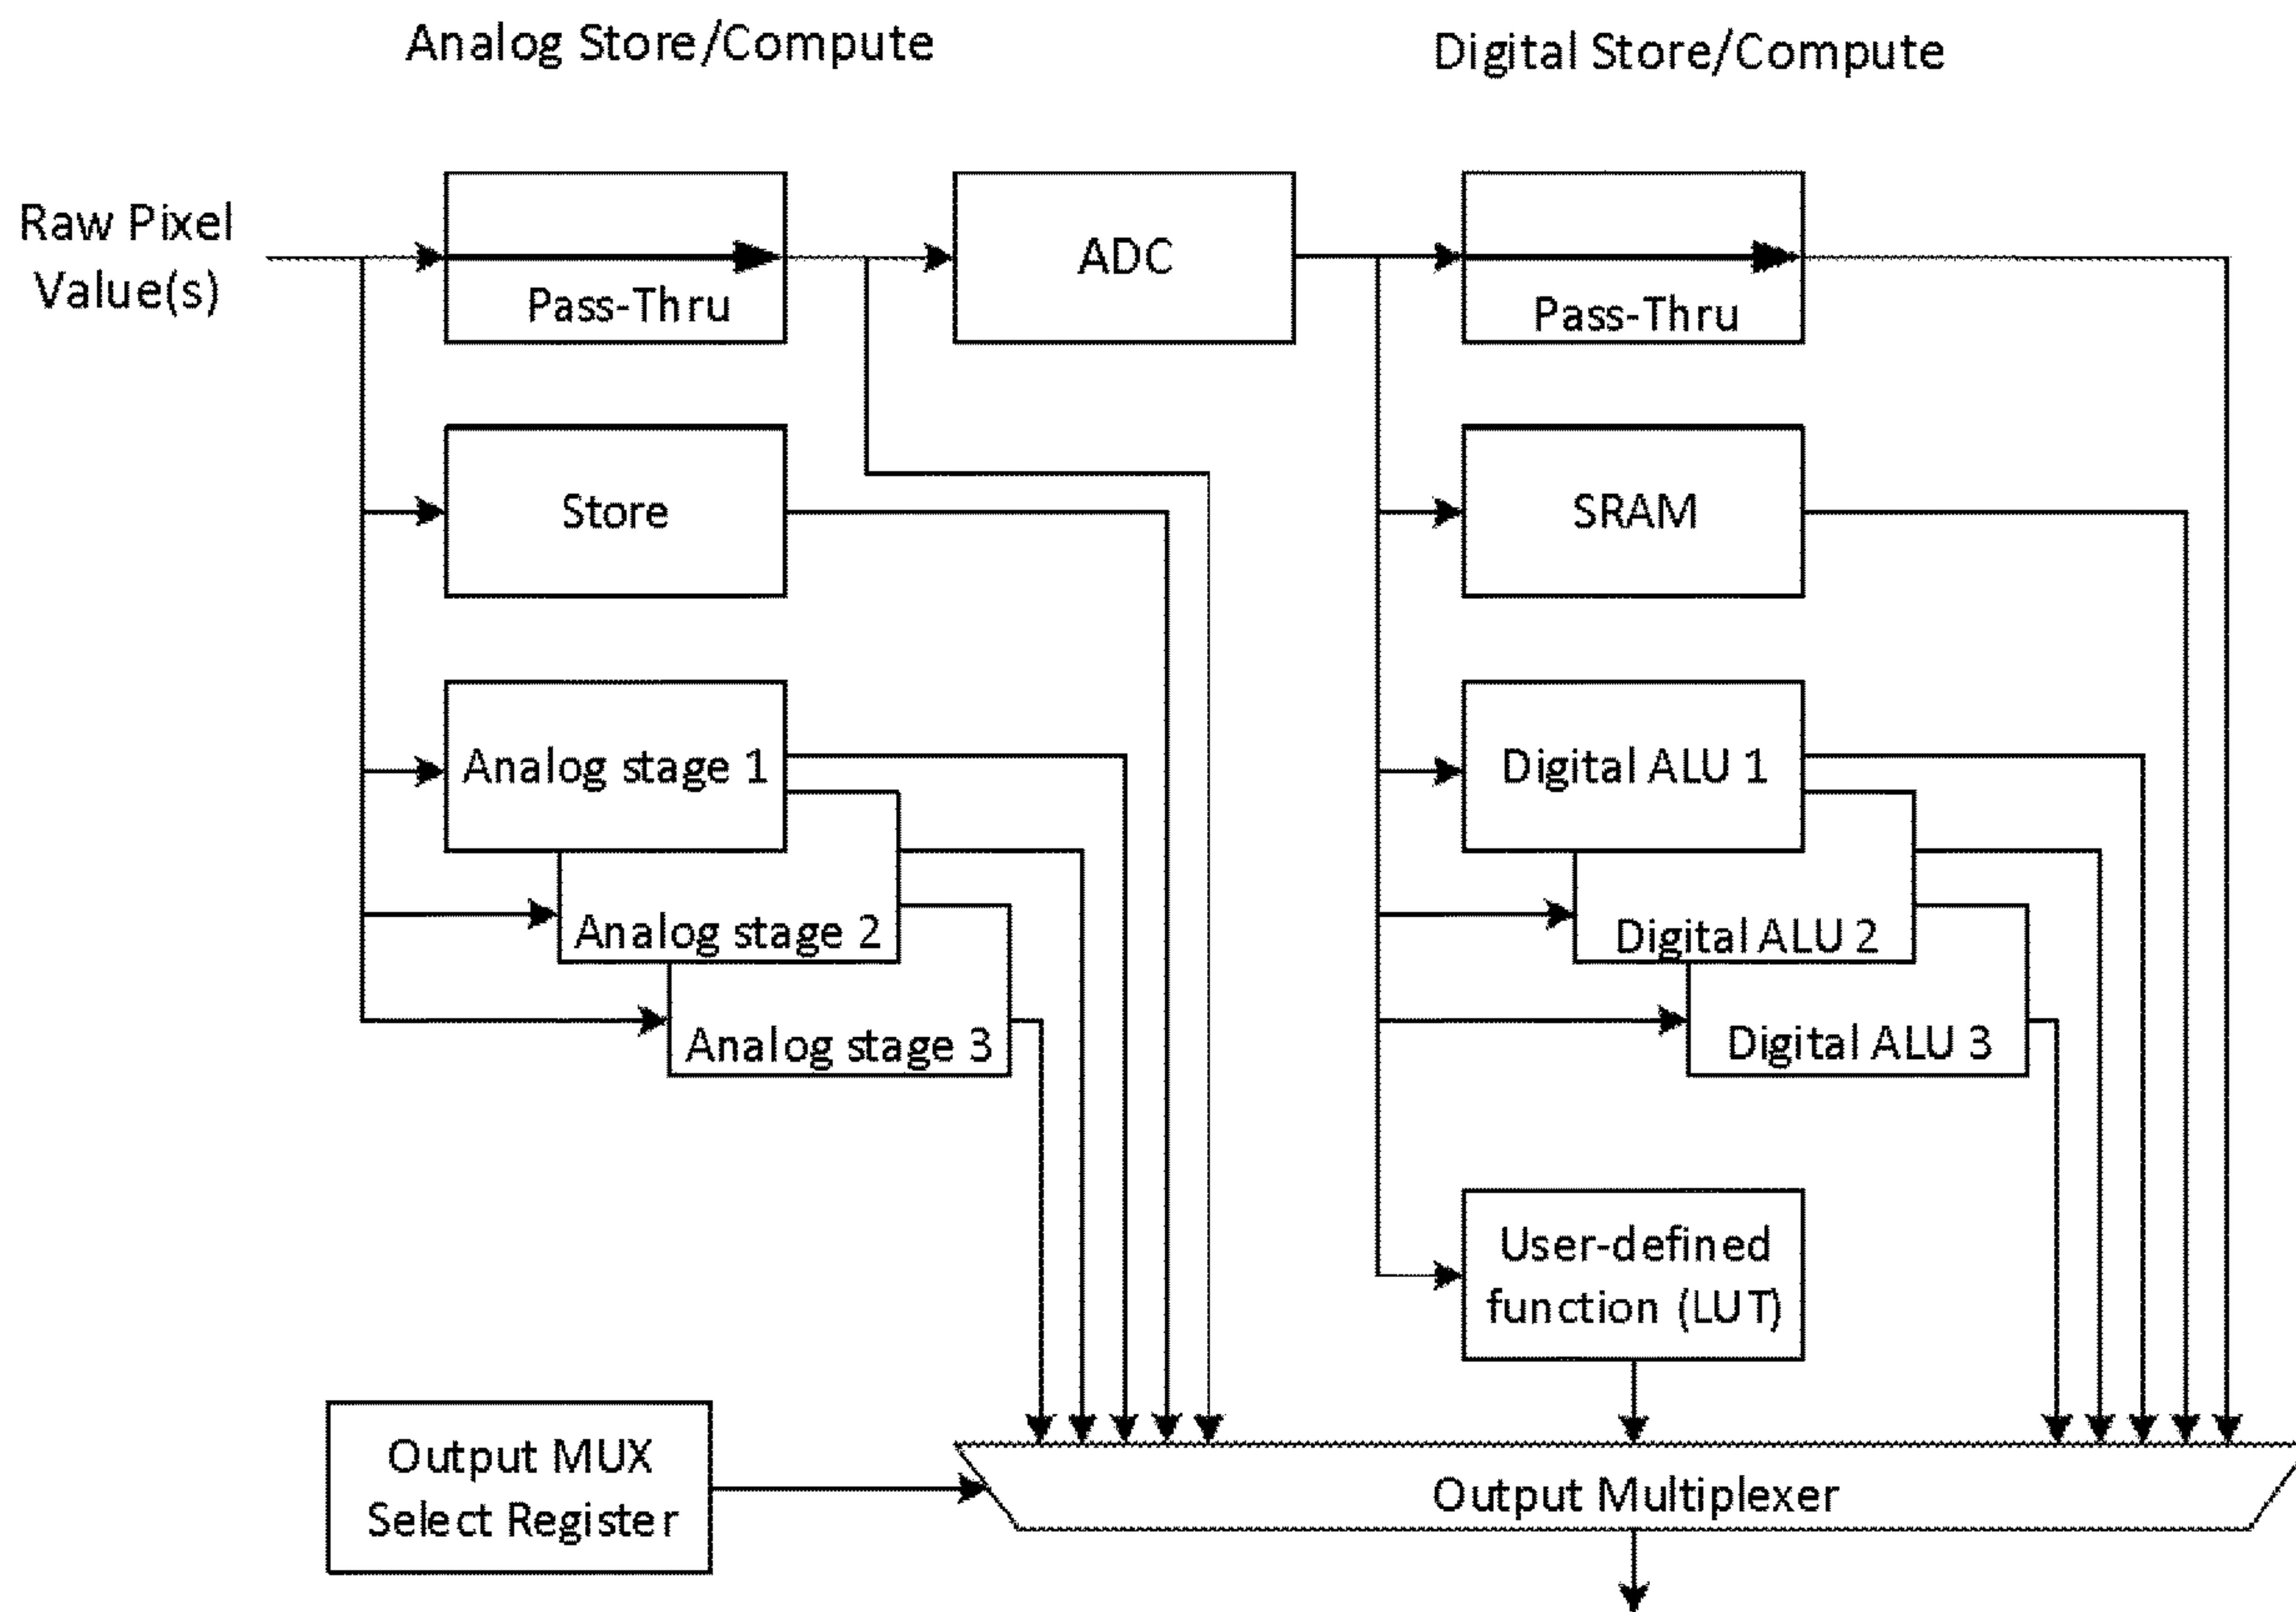 Analog Store/Compute
Digital Store/Compute
Raw Pixel
Value(s)
Pass-Thru
ADC
Pass-Thru
Store
SRAM
Analog stage 1
Analog stage 2
Analog stage 3
Digital ALU 1
Digital ALU 2
Digital ALU 3
User-defined
function (LUT)
Output MUX
Select Register
Output Multiplexer